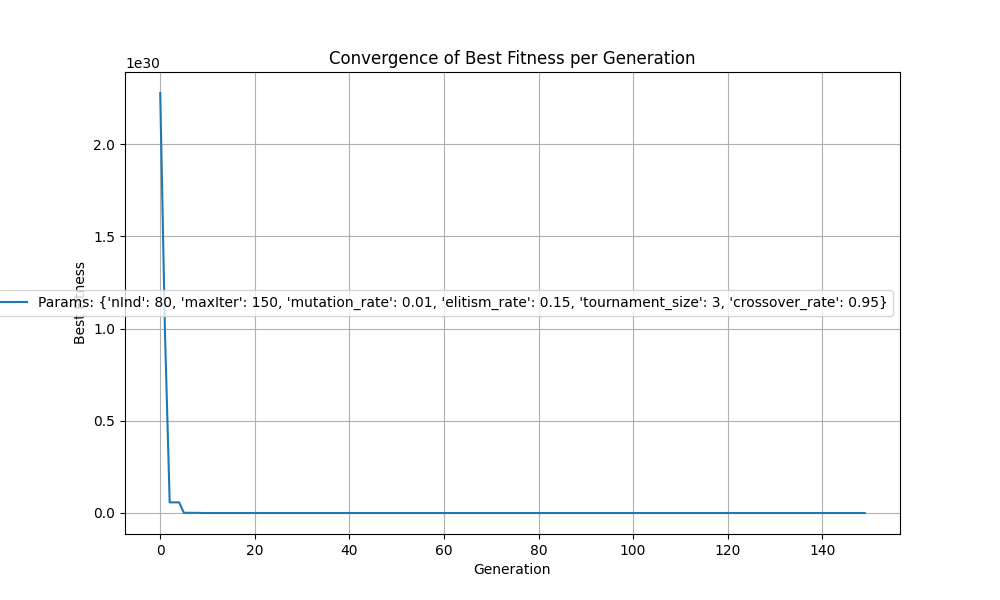 Convergence of Best Fitness per Generation
1e30
2.0
1.5
Params: {'nInd': 80, 'maxIter': 150, 'mutation_rate': 0.01, 'elitism_rate': 0.15, 'tournament_size': 3, 'crossover_rate': 0.95}
1.0
0.5
0.0
Best Fitness
0 20 40 60 80 100 120 140
Generation